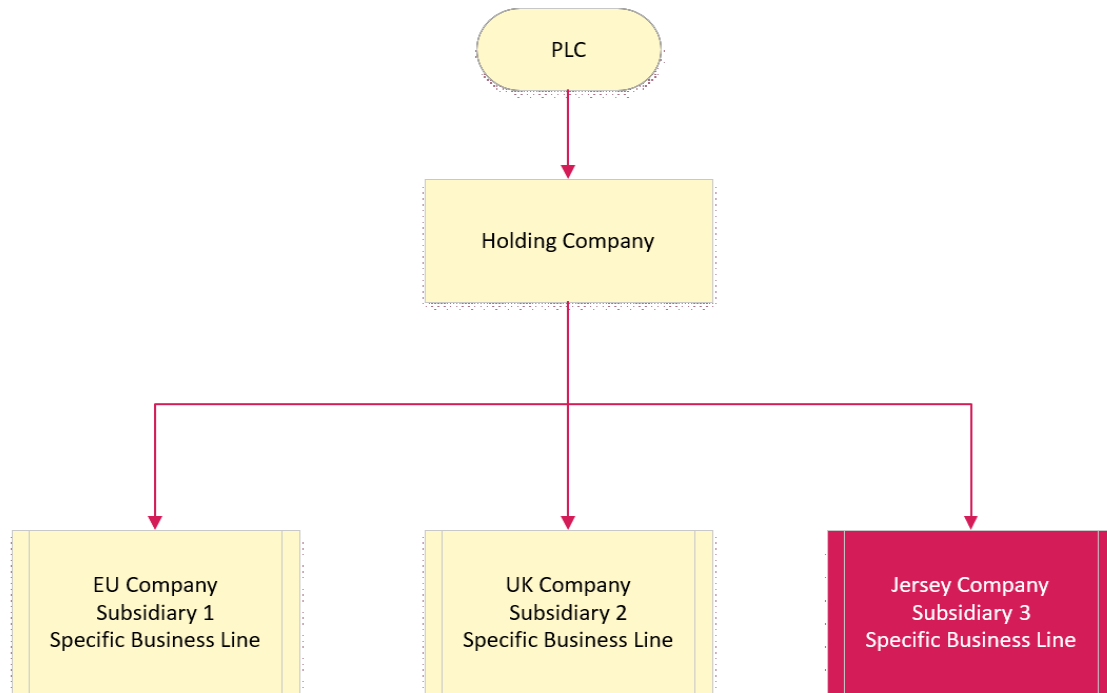 PLC
Holding Company
EU Company
Subsidiary 1
Specific Business Line
UK Company
Subsidiary 2
Specific Business Line
Jersey Company
Subsidiary 3
Specific Business Line